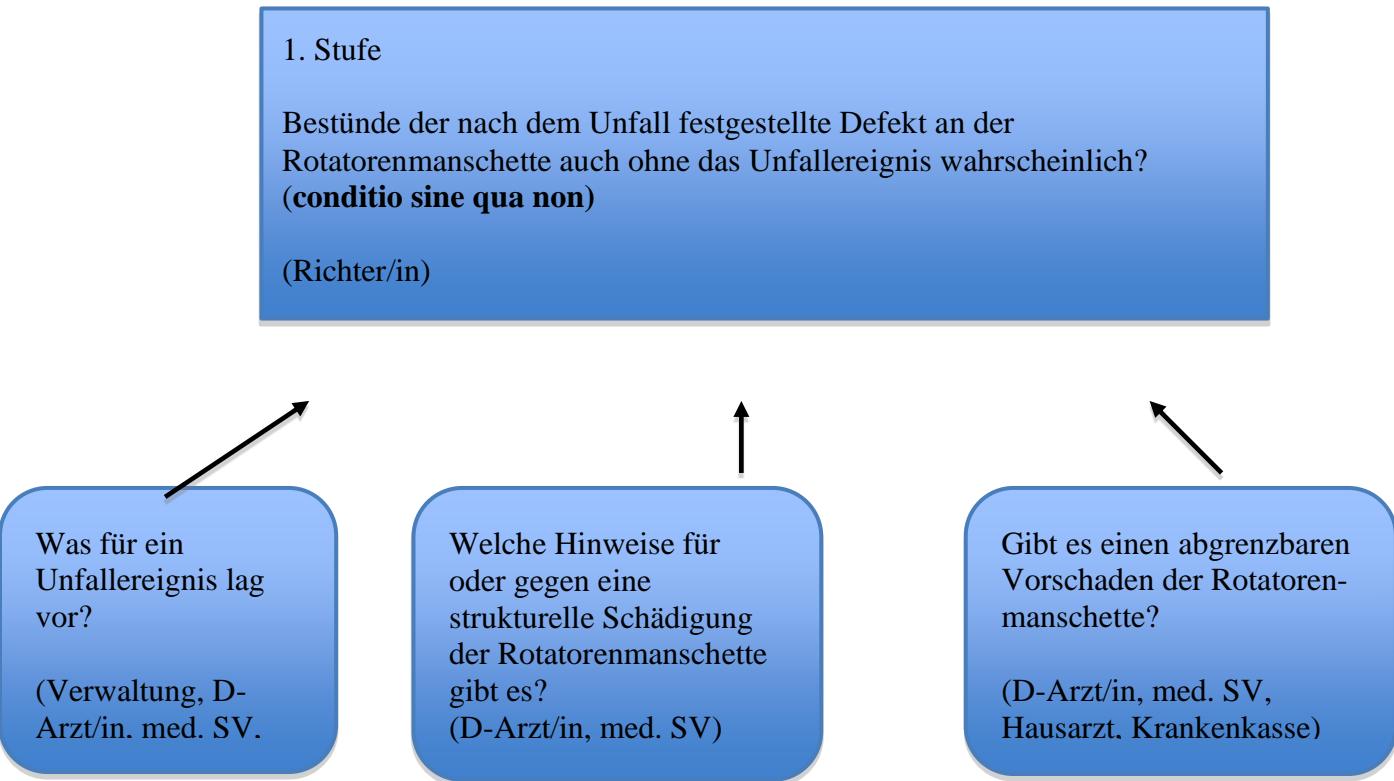 1. Stufe
Bestünde der nach dem Unfall festgestellte Defekt an der
Rotatorenmanschette auch ohne das Unfallereignis wahrscheinlich?
(conditio sine qua non)
(Richter/in)
Was für ein
Unfallereignis lag
vor?
(Verwaltung, D-
Arzt/in, med. SV,
Welche Hinweise für
oder gegen eine
strukturelle Schädigung
der Rotatorenmanschette
gibt es?
(D-Arzt/in, med. SV)
Gibt es einen abgrenzbaren
Vorschaden der Rotatoren-
manschette?
(D-Arzt/in, med. SV,
Hausarzt, Krankenkasse)